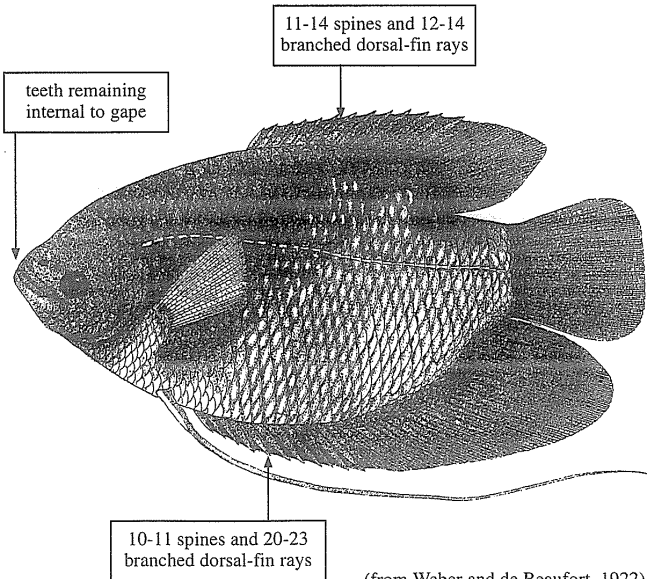 11-14 spines and 12-14
branched dorsal-fin rays
teeth remaining
internal to gape
10-11 spines and 20-23
branched dorsal-fin rays
(from Weber and de Beaufort, 1922)